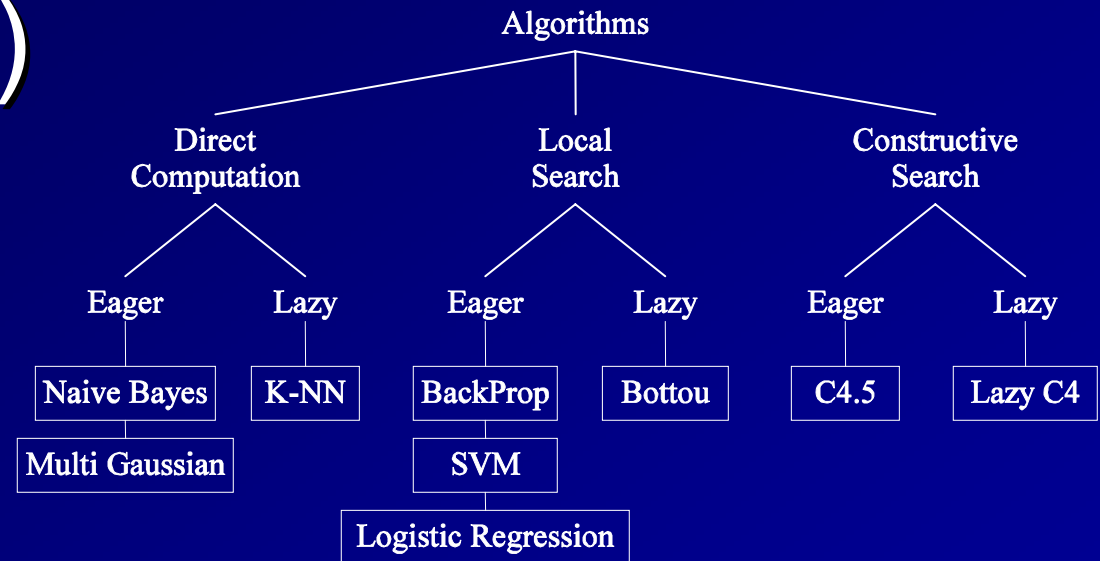 )
Algorithms
Direct
Computation
Local
Search
Constructive
Search
Eager
Lazy
Eager
Lazy
Eager
Lazy
Naive Bayes
K-NN
BackProp
Bottou
C4.5
Lazy C4
Multi Gaussian
SVM
Logistic Regression